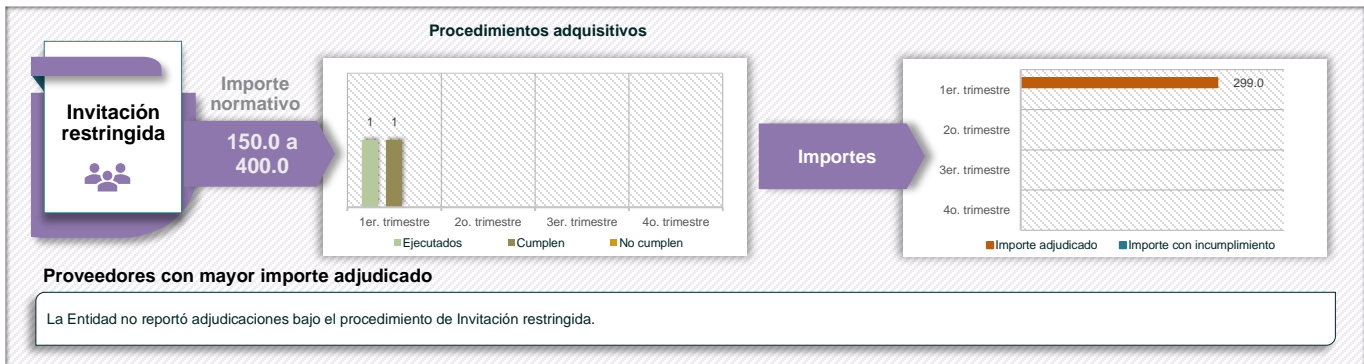 Procedimientos adquisitivos
Invitación
restringida
Importe
normativo
150.0 a
400.0
1
1
1er. trimestre
2o. trimestre
3er. trimestre
4o. trimestre
Ejecutados
Cumplen
No cumplen
Importes
1er. trimestre
299.0
2o. trimestre
3er. trimestre
4o. trimestre
Importe adjudicado
Importe con incumplimiento
Proveedores con mayor importe adjudicado
La Entidad no reportó adjudicaciones bajo el procedimiento de Invitación restringida.